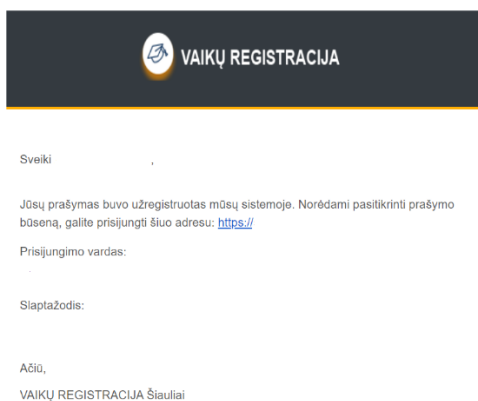 VAIKŲ REGISTRACIJA
Sveiki ,
Jūsų prašymas buvo užregistruotas mūsų sistemoje. Norėdami pasitikrinti prašymo
būseną, galite prisijungti šiuo adresu: https://
Prisijungimo vardas:
Slaptažodis:
Ačiū,
VAIKŲ REGISTRACIJA Šiauliai